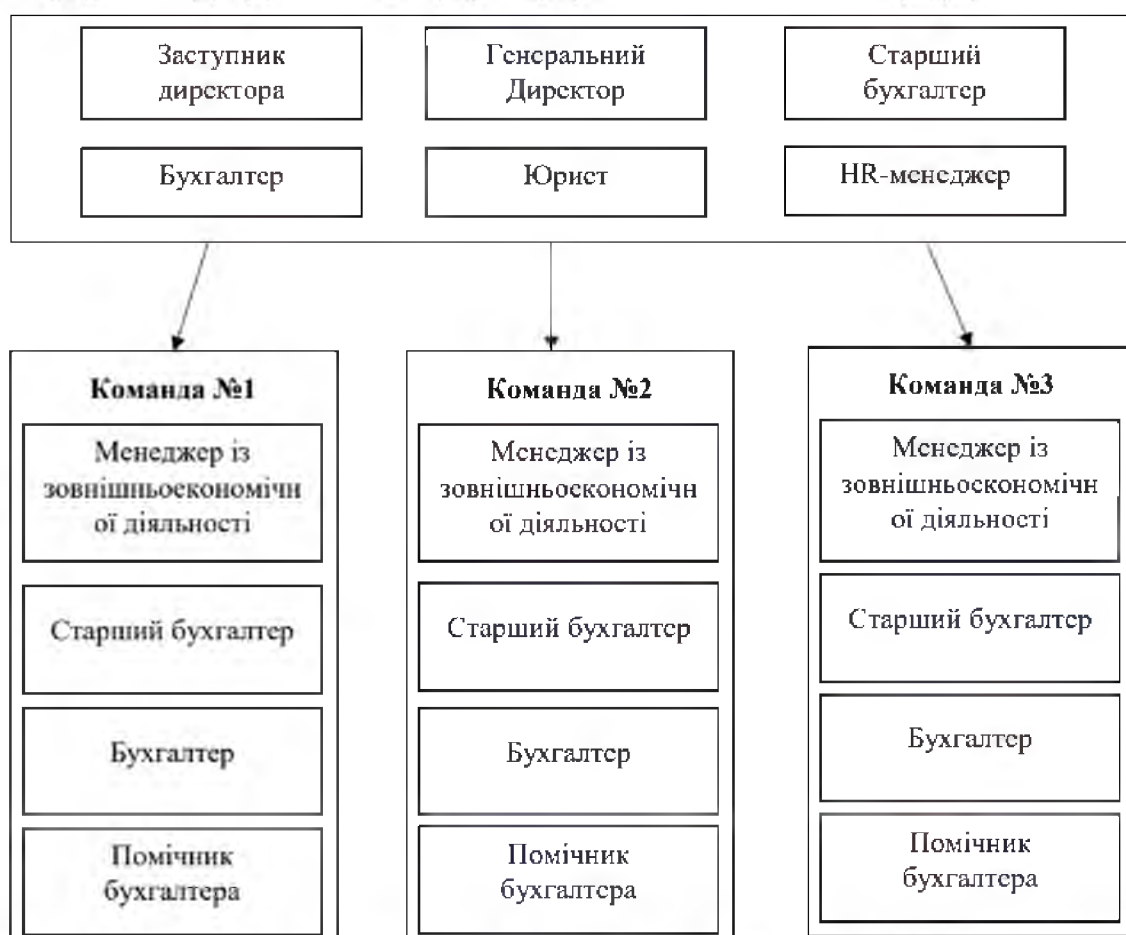 Заступник
директора
Генеральний
Директор
Старший
бухгалтер
Бухгалтер
Юрист
HR-менеджер
Команда №1
Менеджер із
зовнішньоекономічн
ої діяльності
Старший бухгалтер
Бухгалтер
Помічник
бухгалтера
Команда №2
Менеджер із
зовнішньоекономічн
ої діяльності
Старший бухгалтер
Бухгалтер
Помічник
бухгалтера
Команда №3
Менеджер із
зовнішньоекономічн
ої діяльності
Старший бухгалтер
Бухгалтер
Помічник
бухгалтера